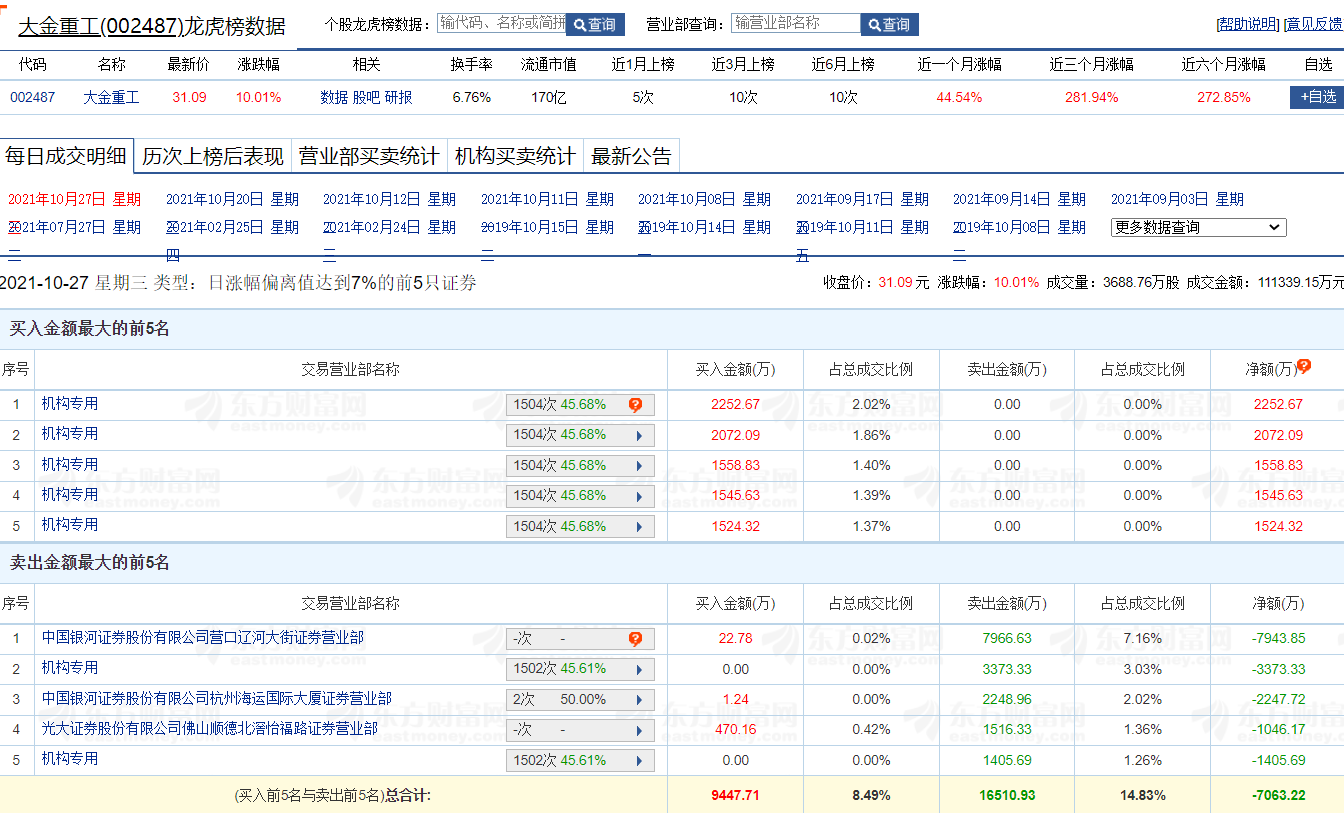 大金重工(002487)龙虎榜数据 个股龙虎榜数据： 输代码、名称或简拼 查询 营业部查询： 输营业部名称 查询 [帮助说明] [意见反馈
代码 名称 最新价 涨跌幅 相关 换手率 流通市值 近1月上榜 近3月上榜 近6月上榜 近一个月涨幅 近三个月涨幅 近六个月涨幅 自选
002487 大金重工 31.09 10.01% 数据 股吧 研报 6.76% 170亿 5次 10次 10次 44.54% 281.94% 272.85% +自选
每日成交明细 历次上榜后表现 营业部买卖统计 机构买卖统计 最新公告
2021年10月27日 星期 2021年10月20日 星期 2021年10月12日 星期 2021年10月11日 星期 2021年10月08日 星期 2021年09月17日 星期 2021年09月14日 星期 2021年09月03日 星期
2021年07月27日 星期 2021年02月25日 星期 2021年02月24日 星期 2019年10月15日 星期 2019年10月14日 星期 2019年10月11日 星期 2019年10月08日 星期 更多数据查询
二 四 三 二 一 五 二
2021-10-27 星期三 类型：日涨幅偏离值达到7%的前5只证券 收盘价：31.09 元 涨跌幅：10.01% 成交量：3688.76万股 成交金额：111339.15万元
买入金额最大的前5名
序号 交易营业部名称 买入金额(万) 占总成交比例 卖出金额(万) 占总成交比例 净额(万)
1 机构专用 1504次 45.68% 2252.67 2.02% 0.00 0.00% 2252.67
2 机构专用 1504次 45.68% 2072.09 1.86% 0.00 0.00% 2072.09
3 机构专用 1504次 45.68% 1558.83 1.40% 0.00 0.00% 1558.83
4 机构专用 1504次 45.68% 1545.63 1.39% 0.00 0.00% 1545.63
5 机构专用 1504次 45.68% 1524.32 1.37% 0.00 0.00% 1524.32
卖出金额最大的前5名
序号 交易营业部名称 买入金额(万) 占总成交比例 卖出金额(万) 占总成交比例 净额(万)
1 中国银河证券股份有限公司营口辽河大街证券营业部 -次 - 22.78 0.02% 7966.63 7.16% -7943.85
2 机构专用 1502次 45.61% 0.00 0.00% 3373.33 3.03% -3373.33
3 中国银河证券股份有限公司杭州海运国际大厦证券营业部 2次 50.00% 1.24 0.00% 2248.96 2.02% -2247.72
4 光大证券股份有限公司佛山顺德北滘怡福路证券营业部 -次 - 470.16 0.42% 1516.33 1.36% -1046.17
5 机构专用 1502次 45.61% 0.00 0.00% 1405.69 1.26% -1405.69
(买入前5名与卖出前5名)总合计: 9447.71 8.49% 16510.93 14.83% -7063.22